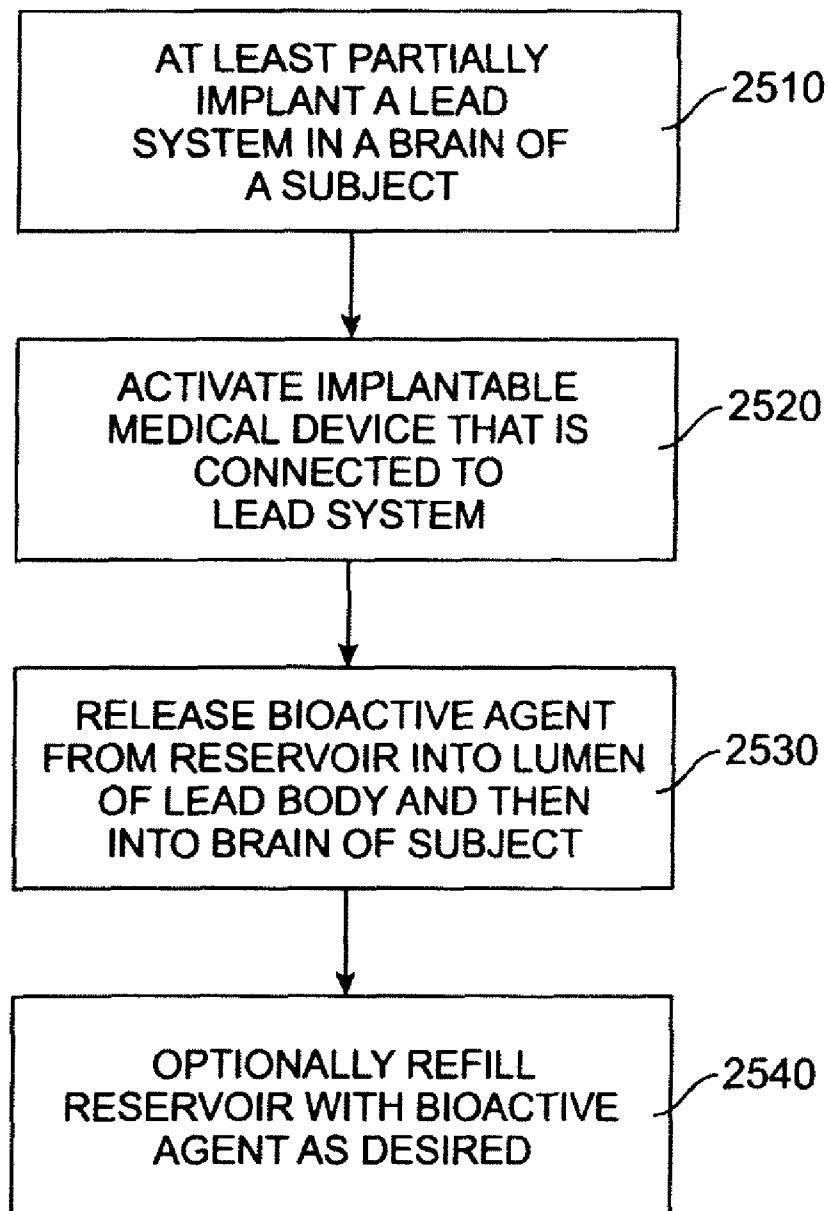 AT LEAST PARTIALLY
IMPLANT A LEAD
SYSTEM IN A BRAIN OF
A SUBJECT
2510
ACTIVATE IMPLANTABLE
MEDICAL DEVICE THAT IS
CONNECTED TO
LEAD SYSTEM
2520
RELEASE BIOACTIVE AGENT
FROM RESERVOIR INTO LUMEN
OF LEAD BODY AND THEN
INTO BRAIN OF SUBJECT
2530
OPTIONALLY REFILL
RESERVOIR WITH BIOACTIVE
AGENT AS DESIRED
2540